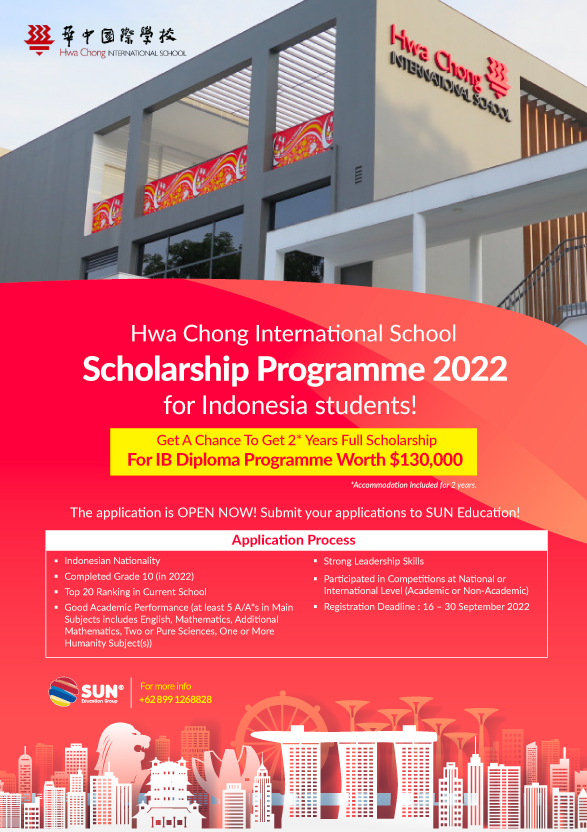 華中國際學校
Hwa Chong INTERNATIONAL SCHOOL
Hwa Chong
INTERNATIONAL SCHOOL
Hwa Chong International School
Scholarship Programme 2022
for Indonesia students!
Get A Chance To Get 2* Years Full Scholarship
For IB Diploma Programme Worth $130,000
*Accommodation Included for 2 years.
The application is OPEN NOW! Submit your applications to SUN Education!
Application Process
▪ Indonesian Nationality
▪ Completed Grade 10 (in 2022)
▪ Top 20 Ranking in Current School
▪ Good Academic Performance (at least 5 A/A*s in Main
Subjects includes English, Mathematics, Additional
Mathematics, Two or Pure Sciences, One or More
Humanity Subject(s))
▪ Strong Leadership Skills
▪ Participated in Competitions at National or
International Level (Academic or Non-Academic)
▪ Registration Deadline : 16 – 30 September 2022
SUN®
Education Group
For more info
+62 899 1268828